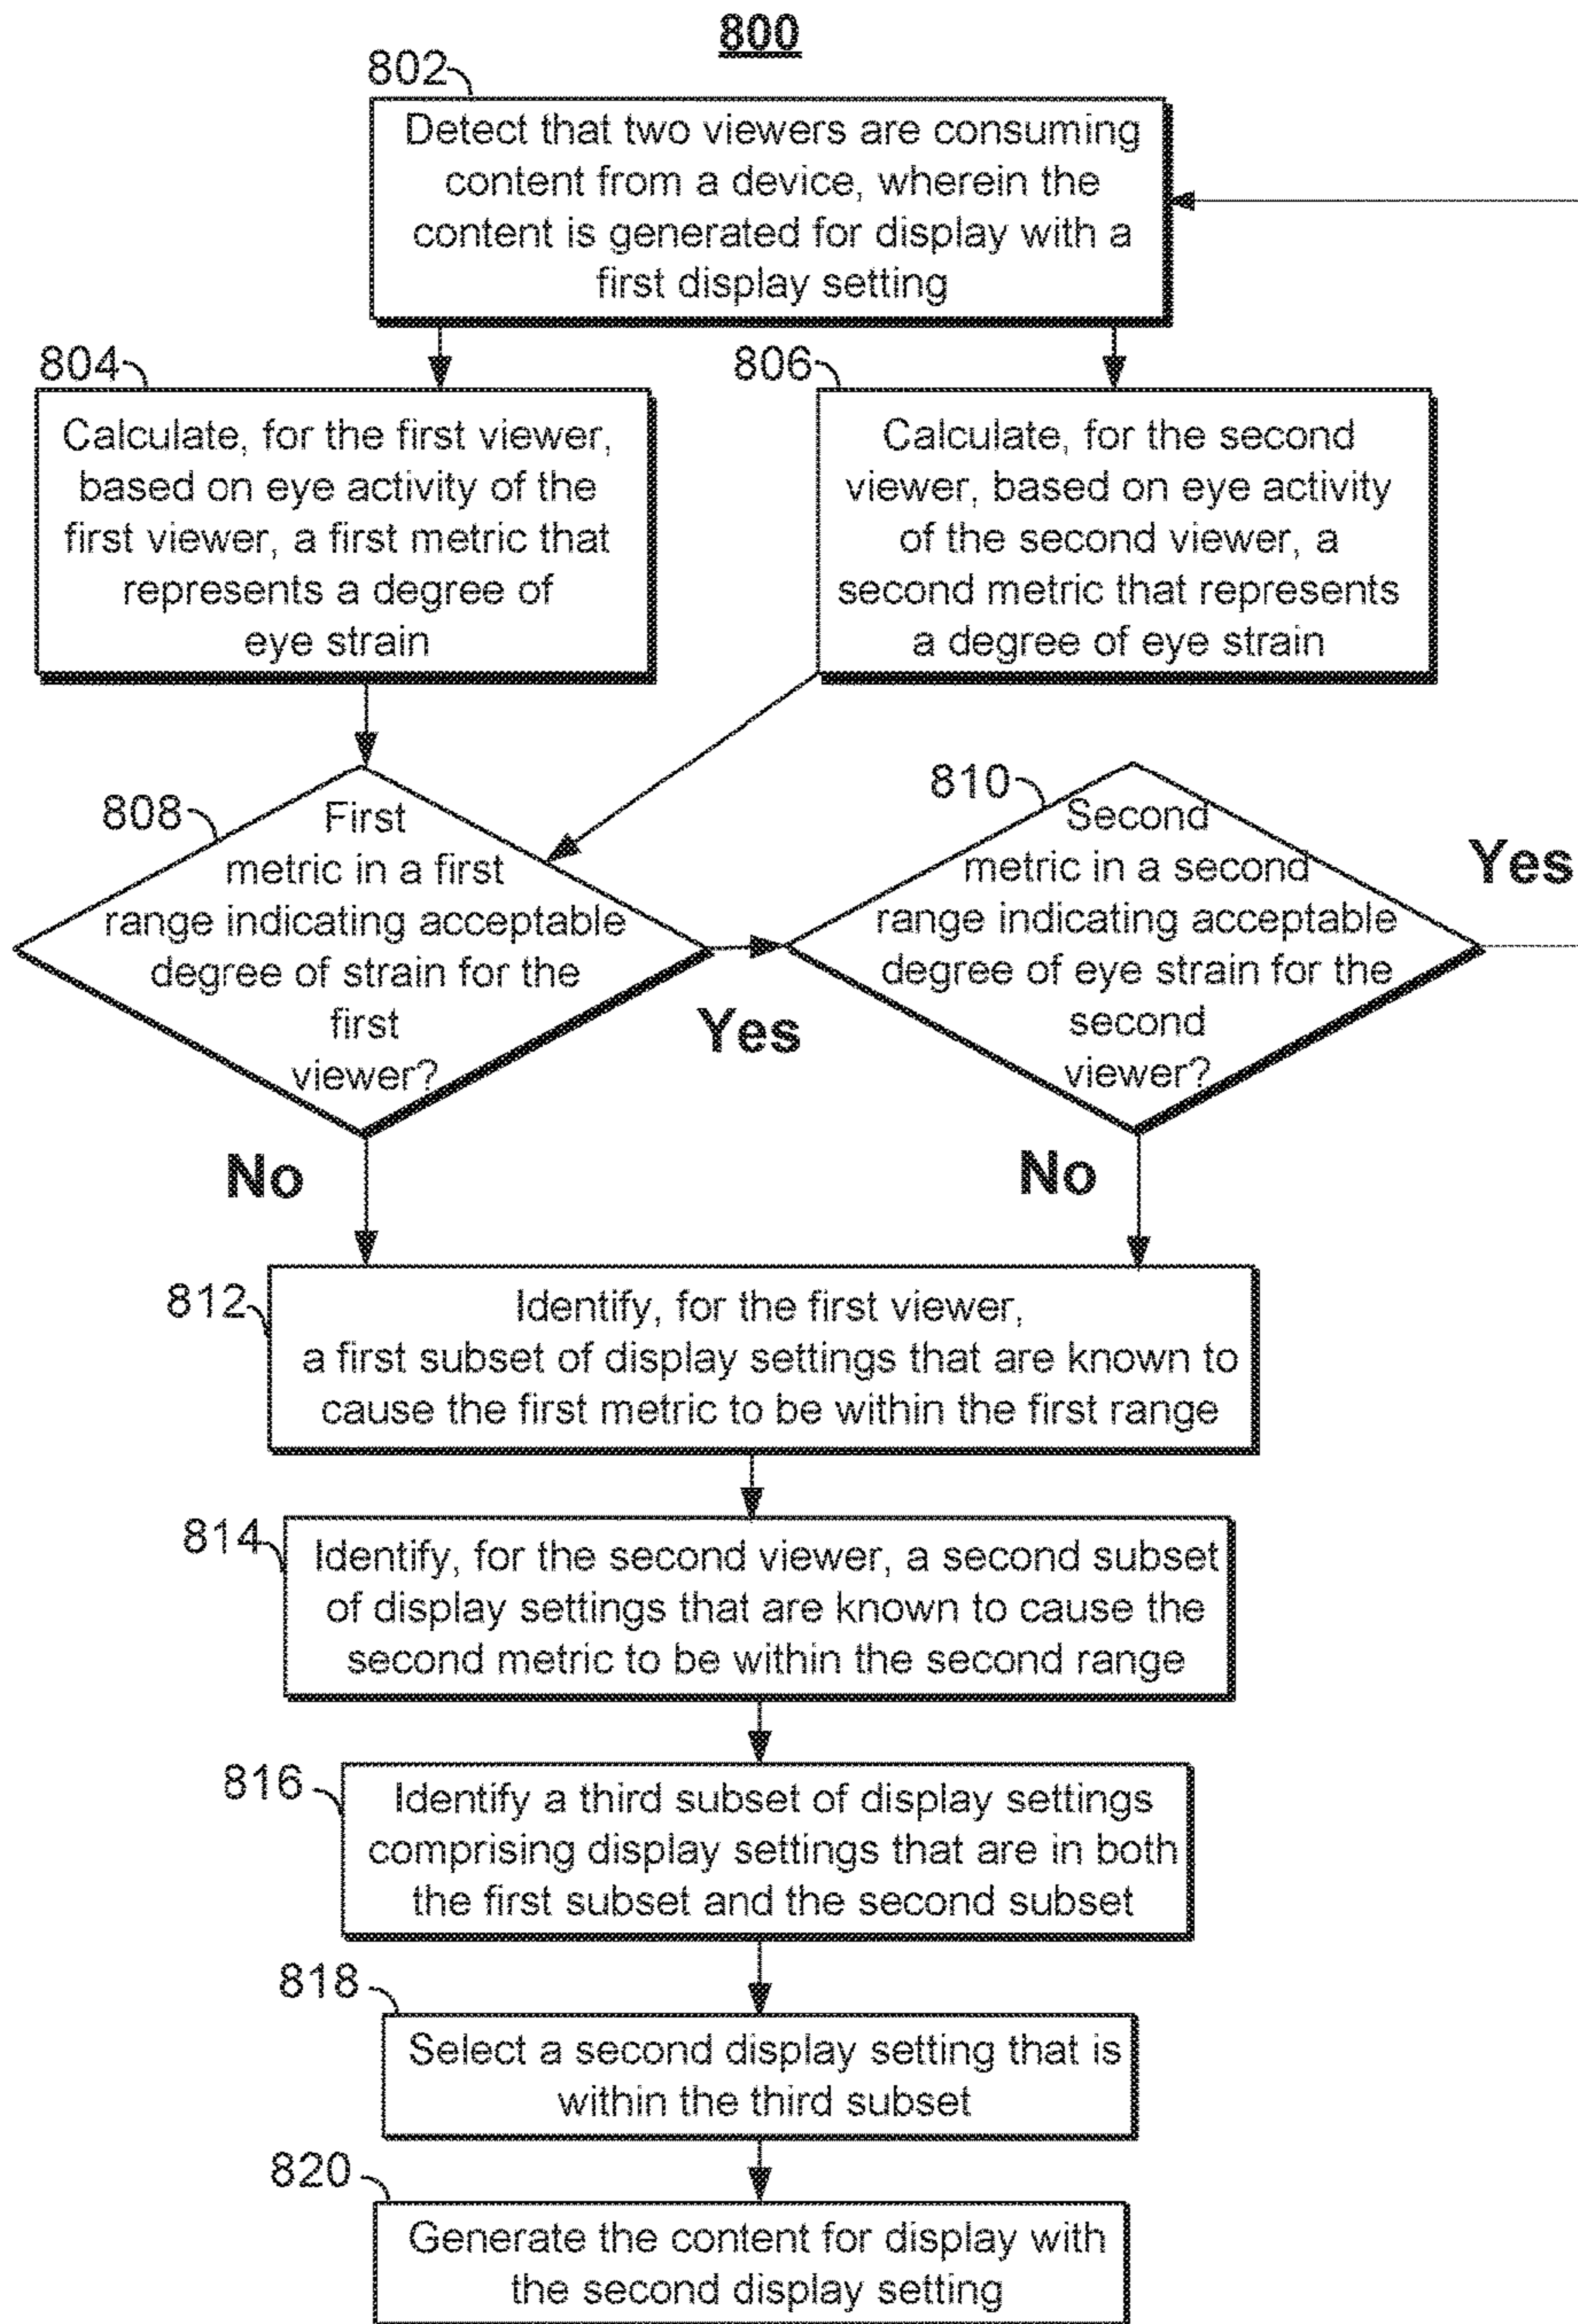 800
802
Detect that two viewers are consuming
content from a device, wherein the
content is generated for display with a
first display setting
804
Calculate, for the first viewer,
based on eye activity of the
first viewer, a first metric that
represents a degree of
eye strain
806
Calculate, for the second
viewer, based on eye activity
of the second viewer, a
second metric that represents
a degree of eye strain
808
First
metric in a first
range indicating acceptable
degree of strain for the
first
viewer?
Yes
No
810
Second
metric in a second
range indicating acceptable
degree of eye strain for the
second
viewer?
Yes
No
812
Identify, for the first viewer,
a first subset of display settings that are known to
cause the first metric to be within the first range
814
Identify, for the second viewer, a second subset
of display settings that are known to cause the
second metric to be within the second range
816
Identify a third subset of display settings
comprising display settings that are in both
the first subset and the second subset
818
Select a second display setting that is
within the third subset
820
Generate the content for display with
the second display setting